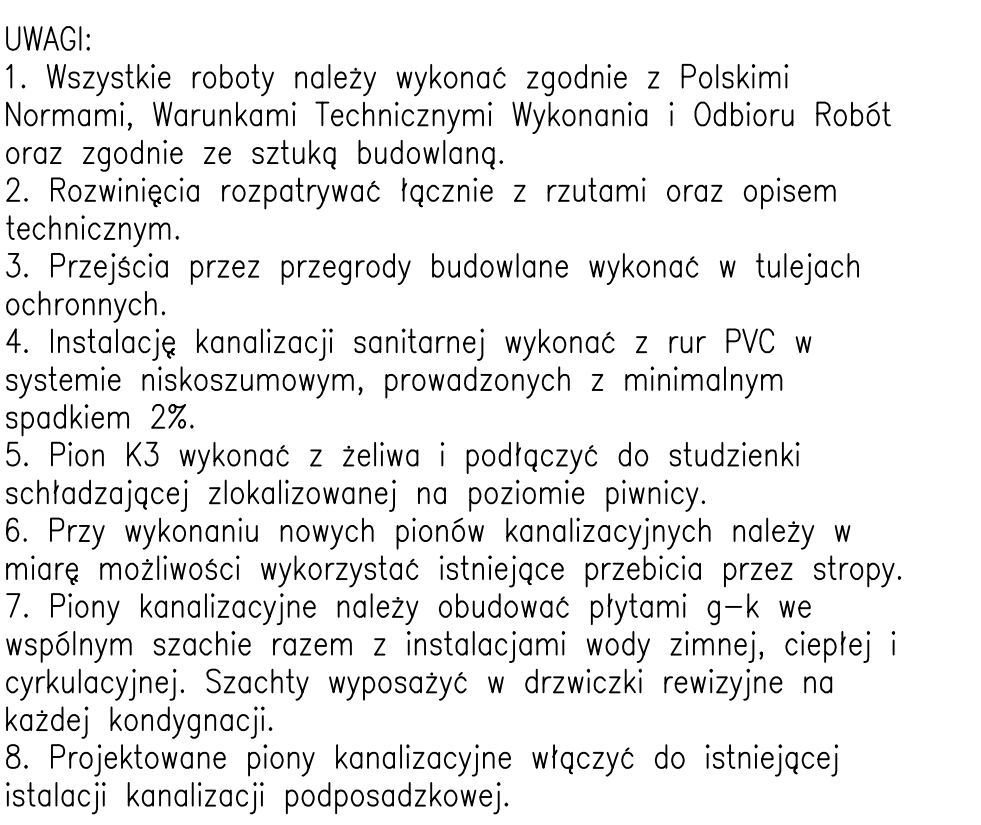 UWAGI:
1. Wszystkie roboty należy wykonać zgodnie z Polskimi
Normami, Warunkami Technicznymi Wykonania i Odbioru Robót
oraz zgodnie ze sztuką budowlaną.
2. Rozwinięcia rozpatrywać łącznie z rzutami oraz opisem
technicznym.
3. Przejścia przez przegrody budowlane wykonać w tulejach
ochronnych.
4. Instalację kanalizacji sanitarnej wykonać z rur PVC w
systemie niskoszumowym, prowadzonych z minimalnym
spadkiem 2%.
5. Pion K3 wykonać z żeliwa i podłączyć do studzienki
schładzającej zlokalizowanej na poziomie piwnicy.
6. Przy wykonaniu nowych pionów kanalizacyjnych należy w
miarę możliwości wykorzystać istniejące przebicia przez stropy.
7. Piony kanalizacyjne należy obudować płytami g–k we
wspólnym szachie razem z instalacjami wody zimnej, ciepłej i
cyrkulacyjnej. Szachty wyposażyć w drzwiczki rewizyjne na
każdej kondygnacji.
8. Projektowane piony kanalizacyjne włączyć do istniejącej
istalacji kanalizacji podposadzkowej.